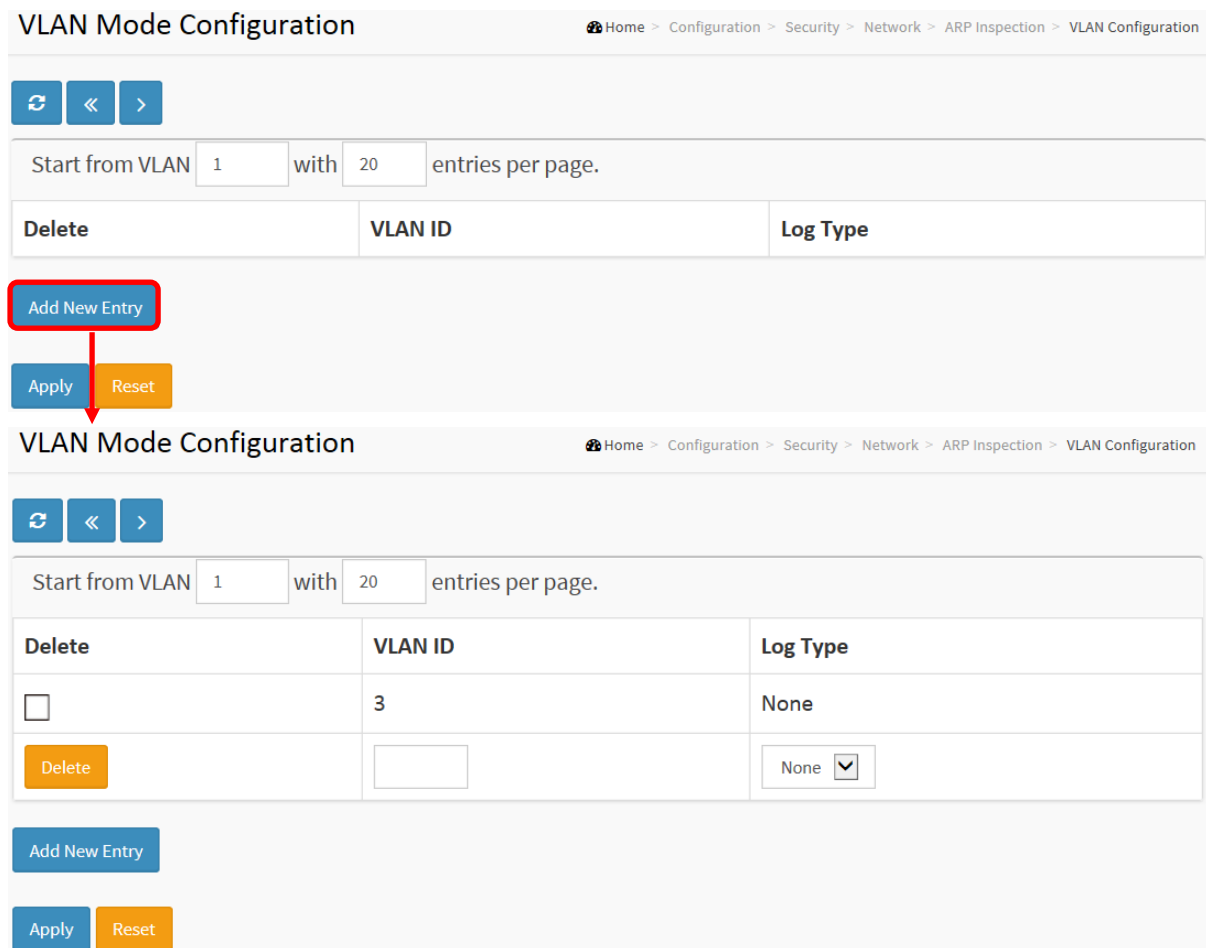 VLAN Mode Configuration
Home > Configuration > Security > Network > ARP Inspection > VLAN Configuration
Start from VLAN 1 with 20 entries per page.
Delete VLAN ID Log Type
Add New Entry
Apply Reset
VLAN Mode Configuration
Home > Configuration > Security > Network > ARP Inspection > VLAN Configuration
Start from VLAN 1 with 20 entries per page.
Delete VLAN ID Log Type
3 None
Delete None
Add New Entry
Apply Reset